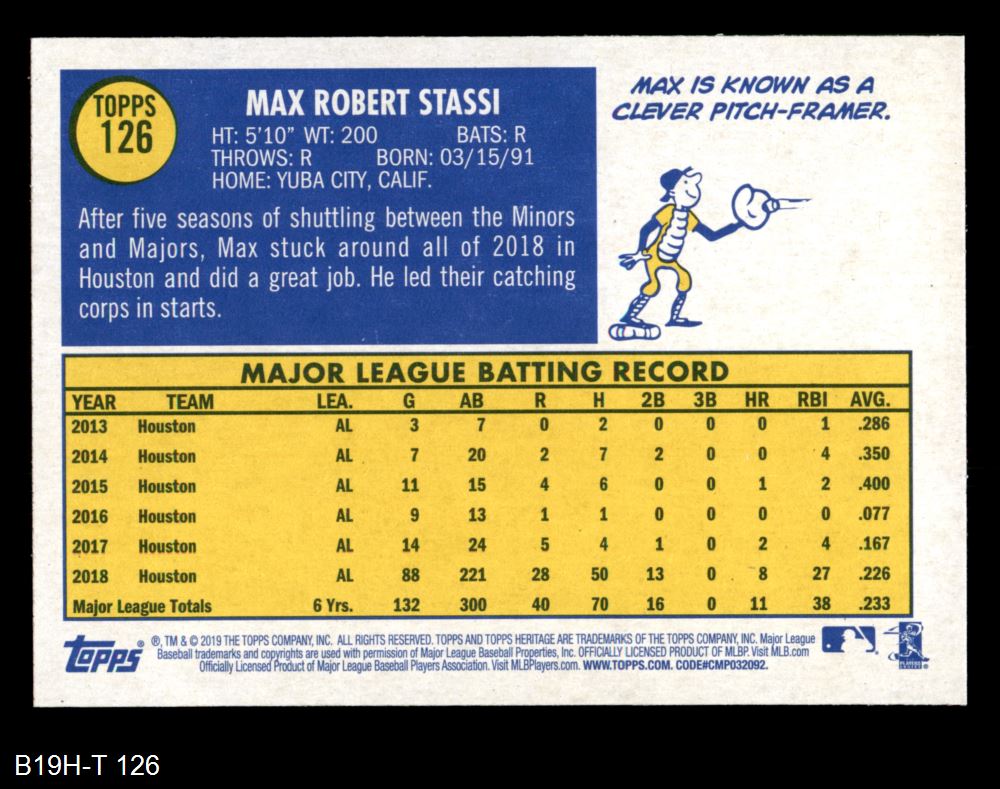 TOPPS
126
MAX ROBERT STASSI
HT: 5'10" WT: 200 BATS: R
THROWS: R BORN: 03/15/91
HOME: YUBA CITY, CALIF.
After five seasons of shuttling between the Minors
and Majors, Max stuck around all of 2018 in
Houston and did a great job. He led their catching
corps in starts.
MAX IS KNOWN AS A
CLEVER PITCH-FRAMER.
MAJOR LEAGUE BATTING RECORD
YEAR TEAM LEA. G AB R H 2B 3B HR RBI AVG.
2013 Houston AL 3 7 0 2 0 0 0 1 .286
2014 Houston AL 7 20 2 7 2 0 0 4 .350
2015 Houston AL 11 15 4 6 0 0 1 2 .400
2016 Houston AL 9 13 1 1 0 0 0 0 .077
2017 Houston AL 14 24 5 4 1 0 2 4 .167
2018 Houston AL 88 221 28 50 13 0 8 27 .226
Major League Totals 6 Yrs. 132 300 40 70 16 0 11 38 .233
Topps®
®, TM & © 2019 THE TOPPS COMPANY, INC. ALL RIGHTS RESERVED. TOPPS AND TOPPS HERITAGE ARE TRADEMARKS OF THE TOPPS COMPANY, INC. Major League
Baseball trademarks and copyrights are used with permission of Major League Baseball Properties, Inc. OFFICIALLY LICENSED PRODUCT OF MLBP. Visit MLB.com
Officially Licensed Product of Major League Baseball Players Association. Visit MLBPlayers.com. WWW.TOPPS.COM. CODE#CMP032092.
B19H-T 126